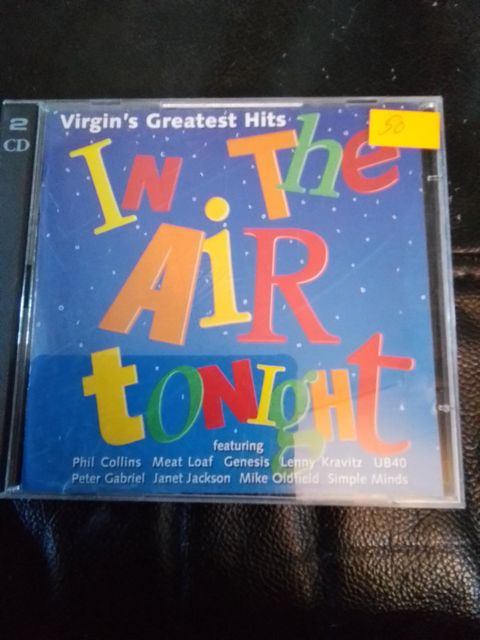 2
CD
Virgin's Greatest Hits
50
In The
AiR
tONIgHt
featuring
Phil Collins Meat Loaf Genesis Lenny Kravitz UB40
Peter Gabriel Janet Jackson Mike Oldfield Simple Minds